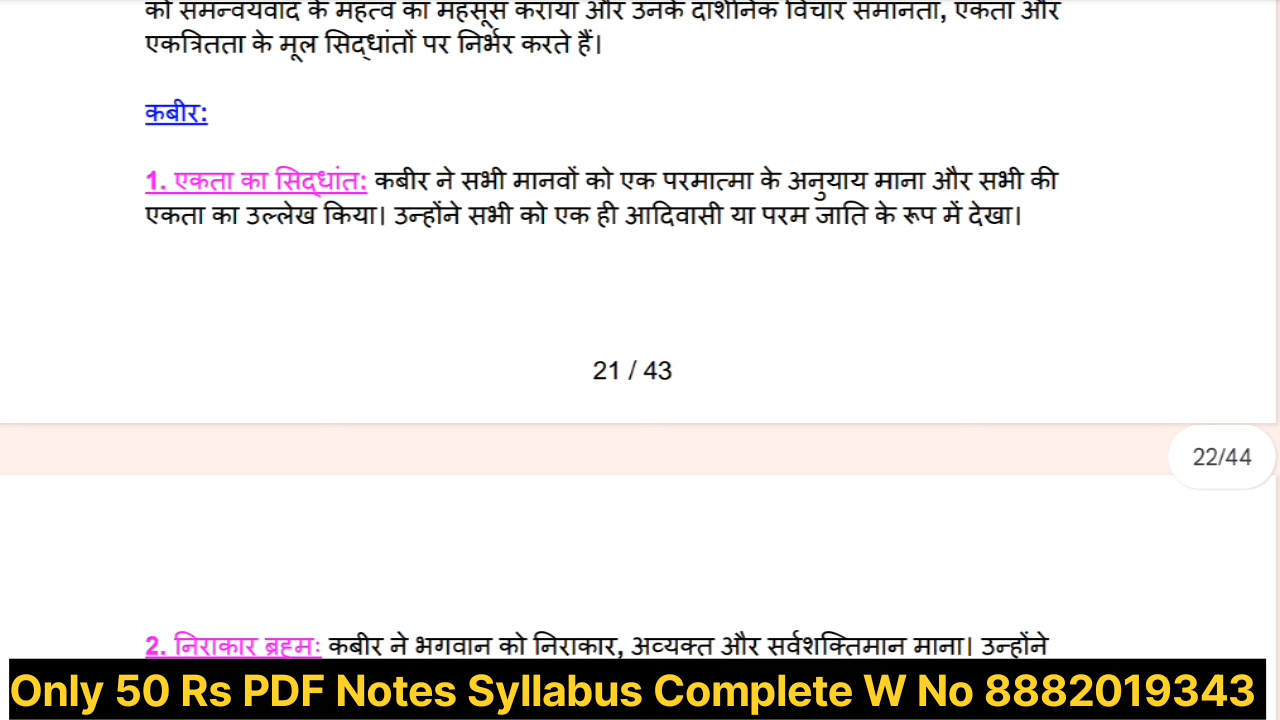 को समन्वयवाद के महत्व का महसूस कराया और उनके दार्शनिक विचार समानता, एकता और
एकत्रितता के मूल सिद्धांतों पर निर्भर करते हैं।
कबीर:
1. एकता का सिद्धांत: कबीर ने सभी मानवों को एक परमात्मा के अनुयाय माना और सभी की
एकता का उल्लेख किया। उन्होंने सभी को एक ही आदिवासी या परम जाति के रूप में देखा।
21 / 43
22/44
2. निराकार ब्रह्मः कबीर ने भगवान को निराकार, अव्यक्त और सर्वशक्तिमान माना। उन्होंने
Only 50 Rs PDF Notes Syllabus Complete W No 8882019343